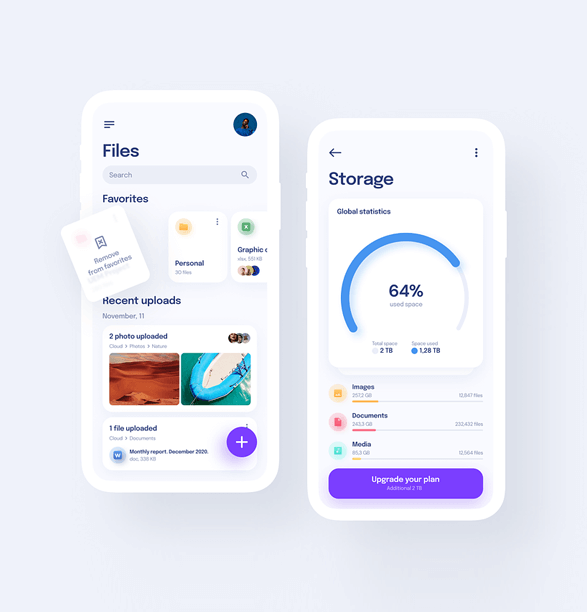 Files
Search
Favorites
Remove
from favorites
Personal
30 files
Graphic
xlsx, 551 KB
Recent uploads
November, 11
2 photo uploaded
Cloud > Photos > Nature
1 file uploaded
Cloud > Documents
Monthly report. December 2020.
doc, 338 KB
Storage
Global statistics
64%
used space
Total space
2 TB
Space used
1,28 TB
Images
257,3 GB
12,847 files
Documents
243,3 GB
232,432 files
Media
85,3 GB
12,564 files
Upgrade your plan
Additional 2 TB